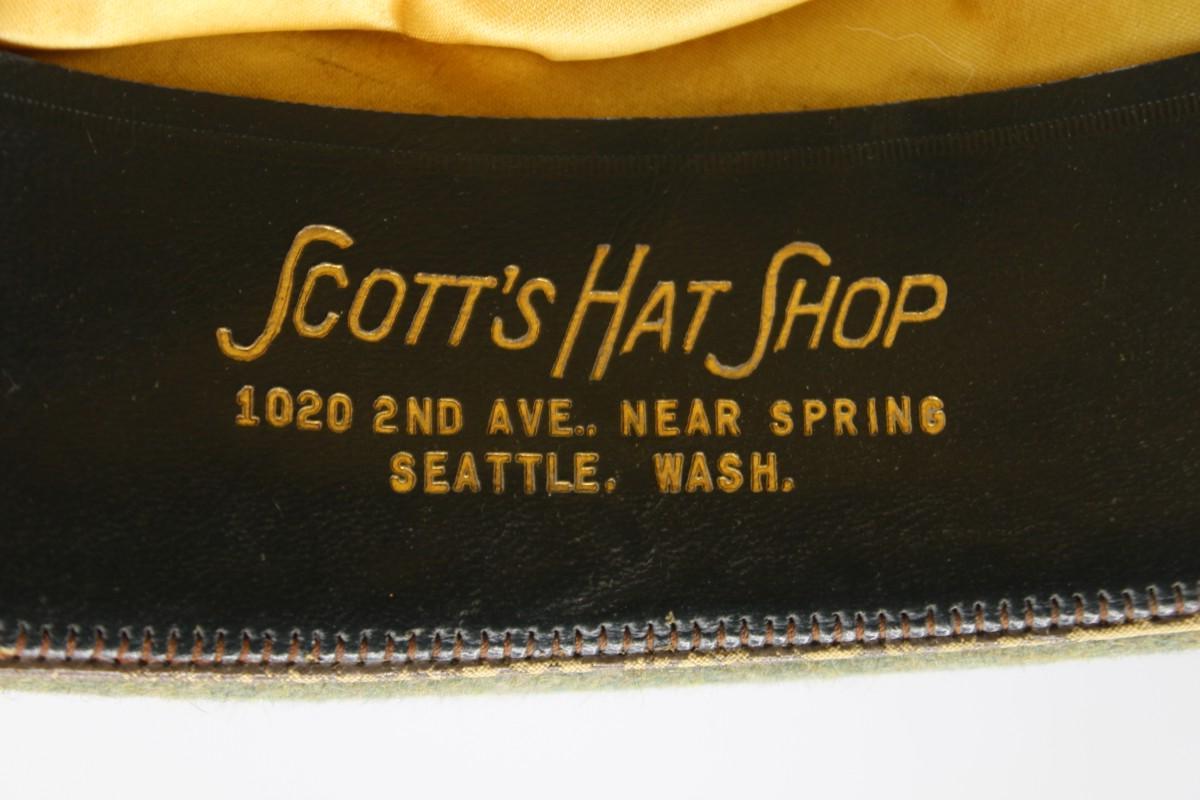 SCOTT'S HAT SHOP
1020 2ND AVE., NEAR SPRING
SEATTLE, WASH.